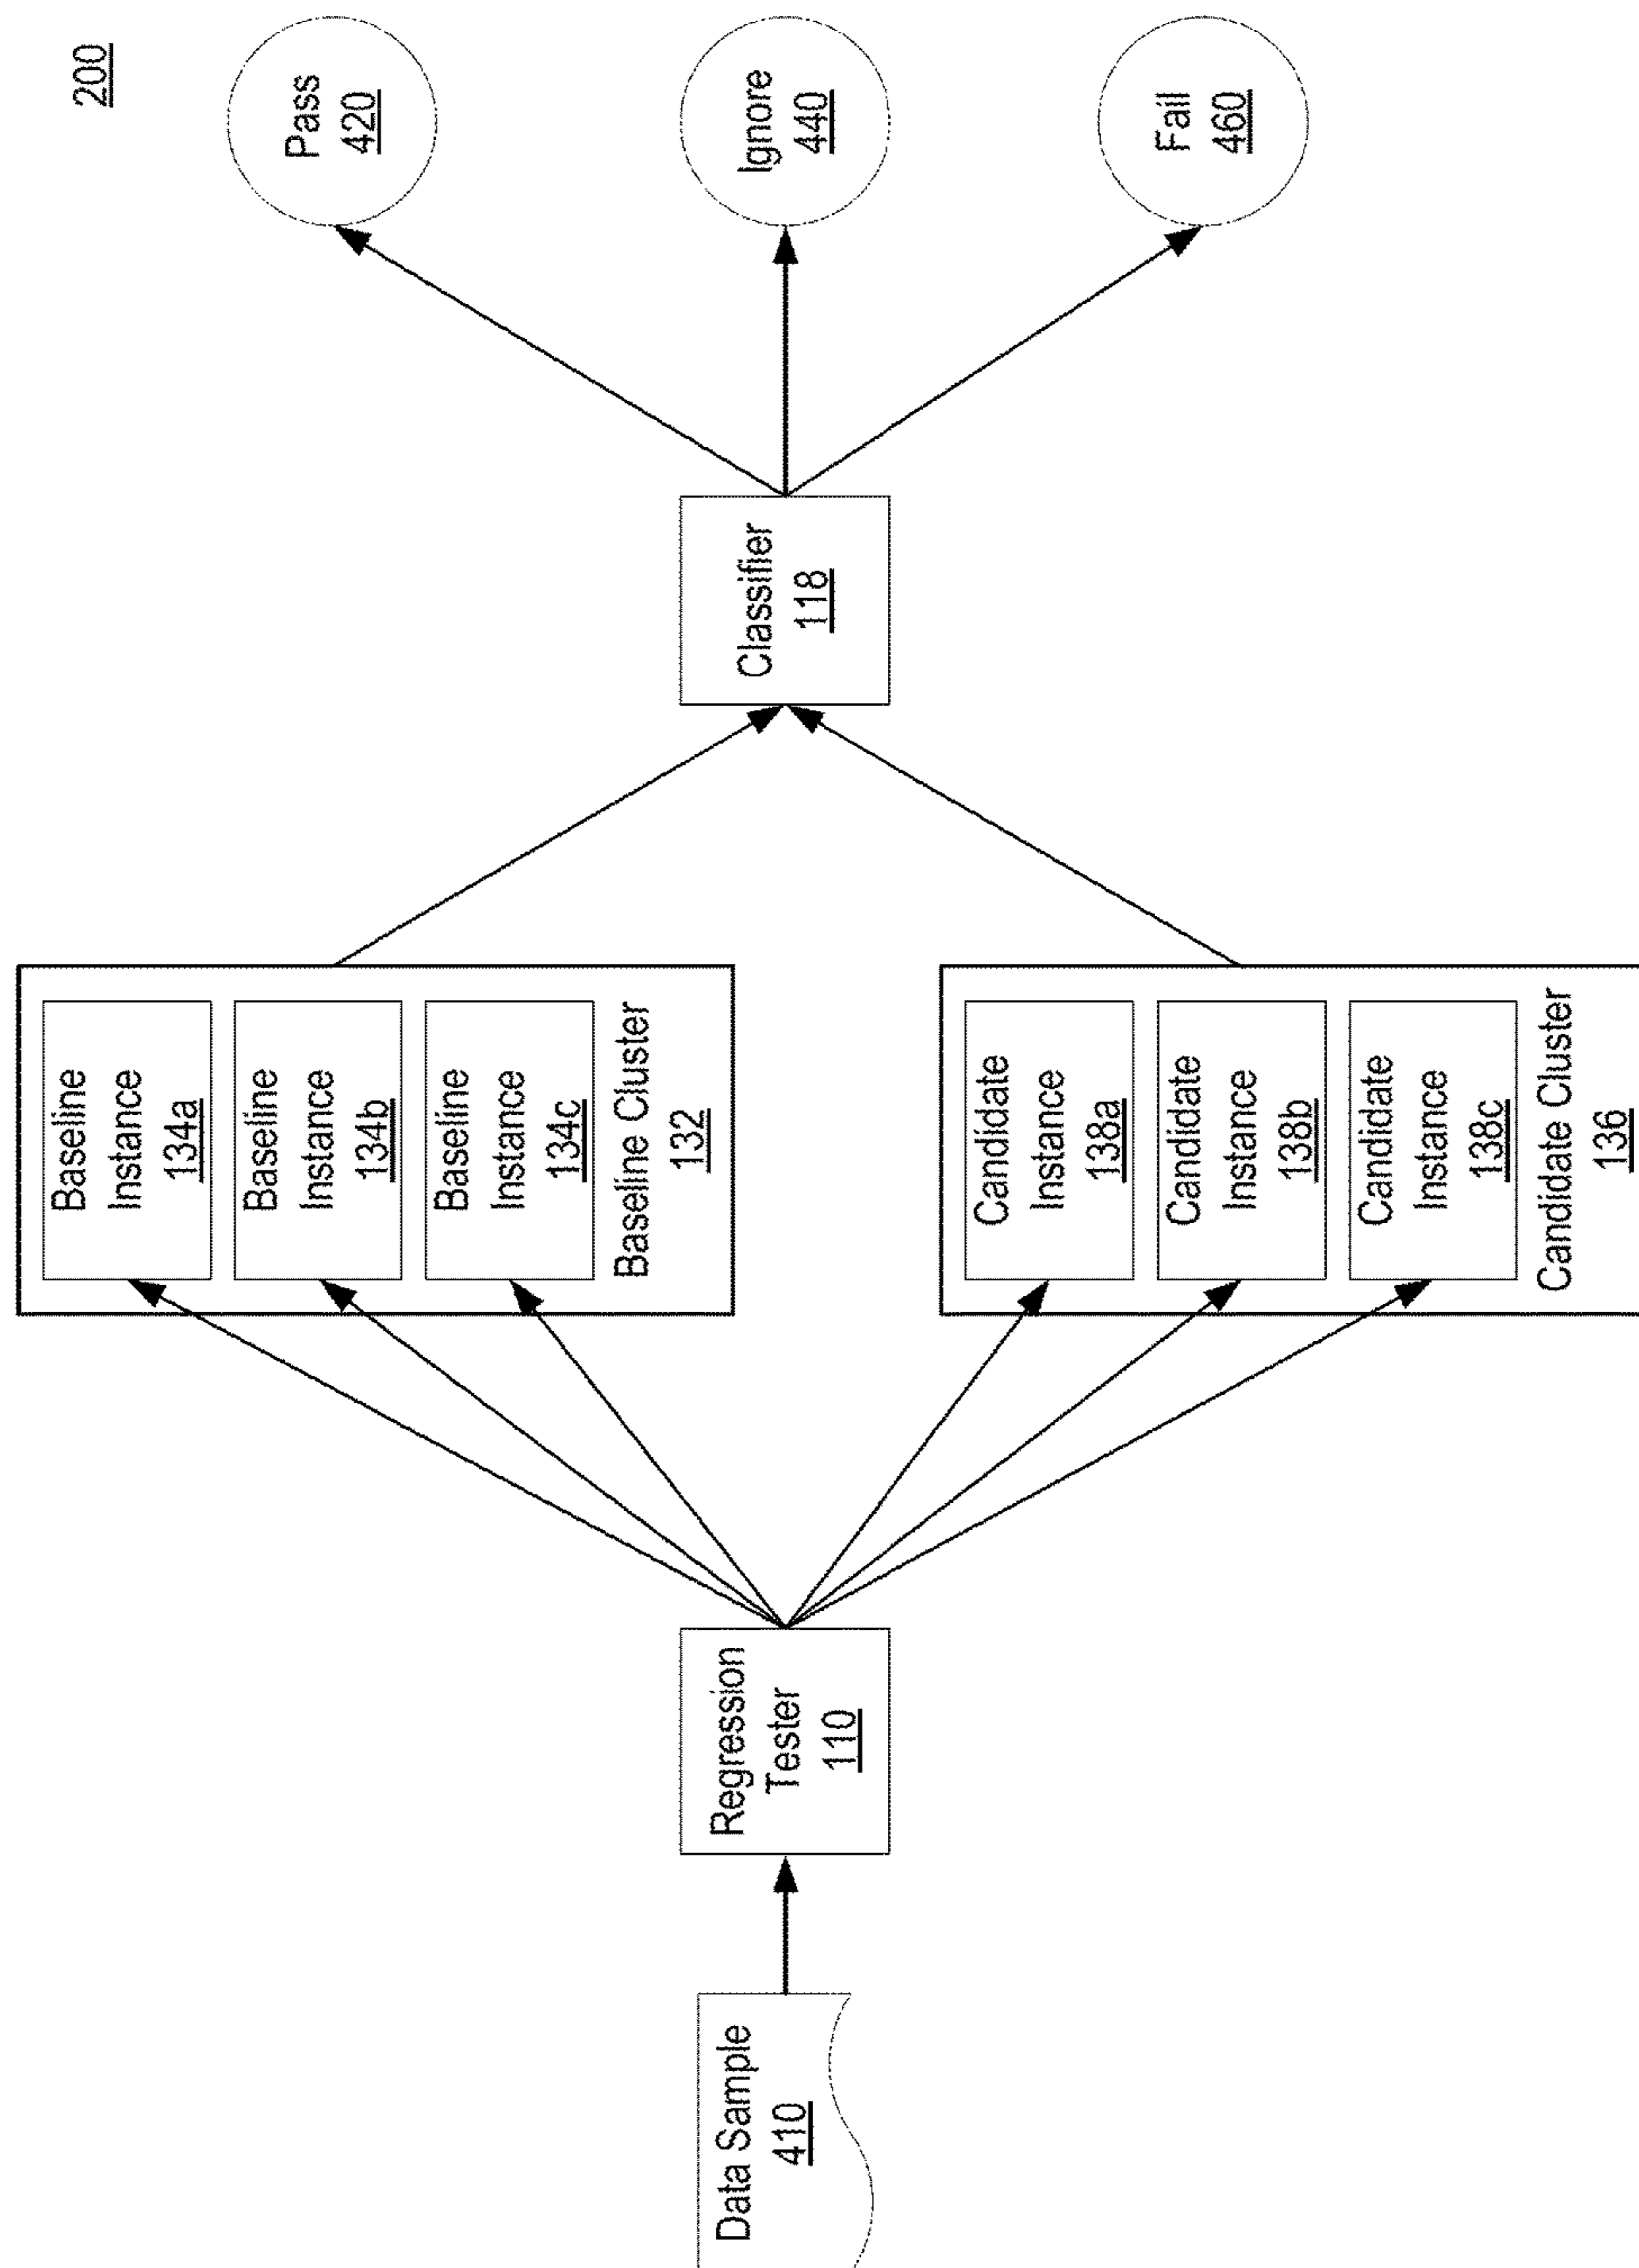 200
Data Sample
410
Regression
Tester
110
Baseline
Instance
134a
Baseline
Instance
134b
Baseline
Instance
134c
Baseline Cluster
132
Candidate
Instance
138a
Candidate
Instance
138b
Candidate
Instance
138c
Candidate Cluster
136
Classifier
118
Pass
420
Ignore
440
Fail
460